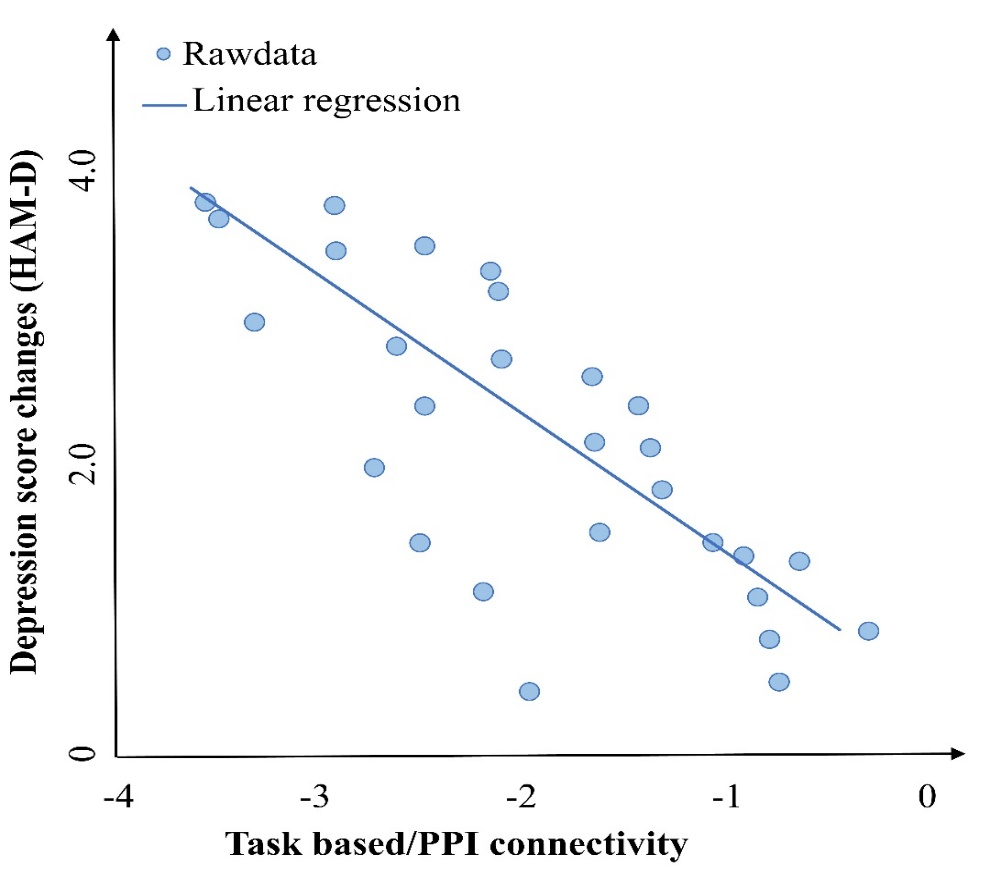 Rawdata
Linear regression
Depression score changes (HAM-D)
4.0
2.0
0
-4 -3 -2 -1 0
Task based/PPI connectivity